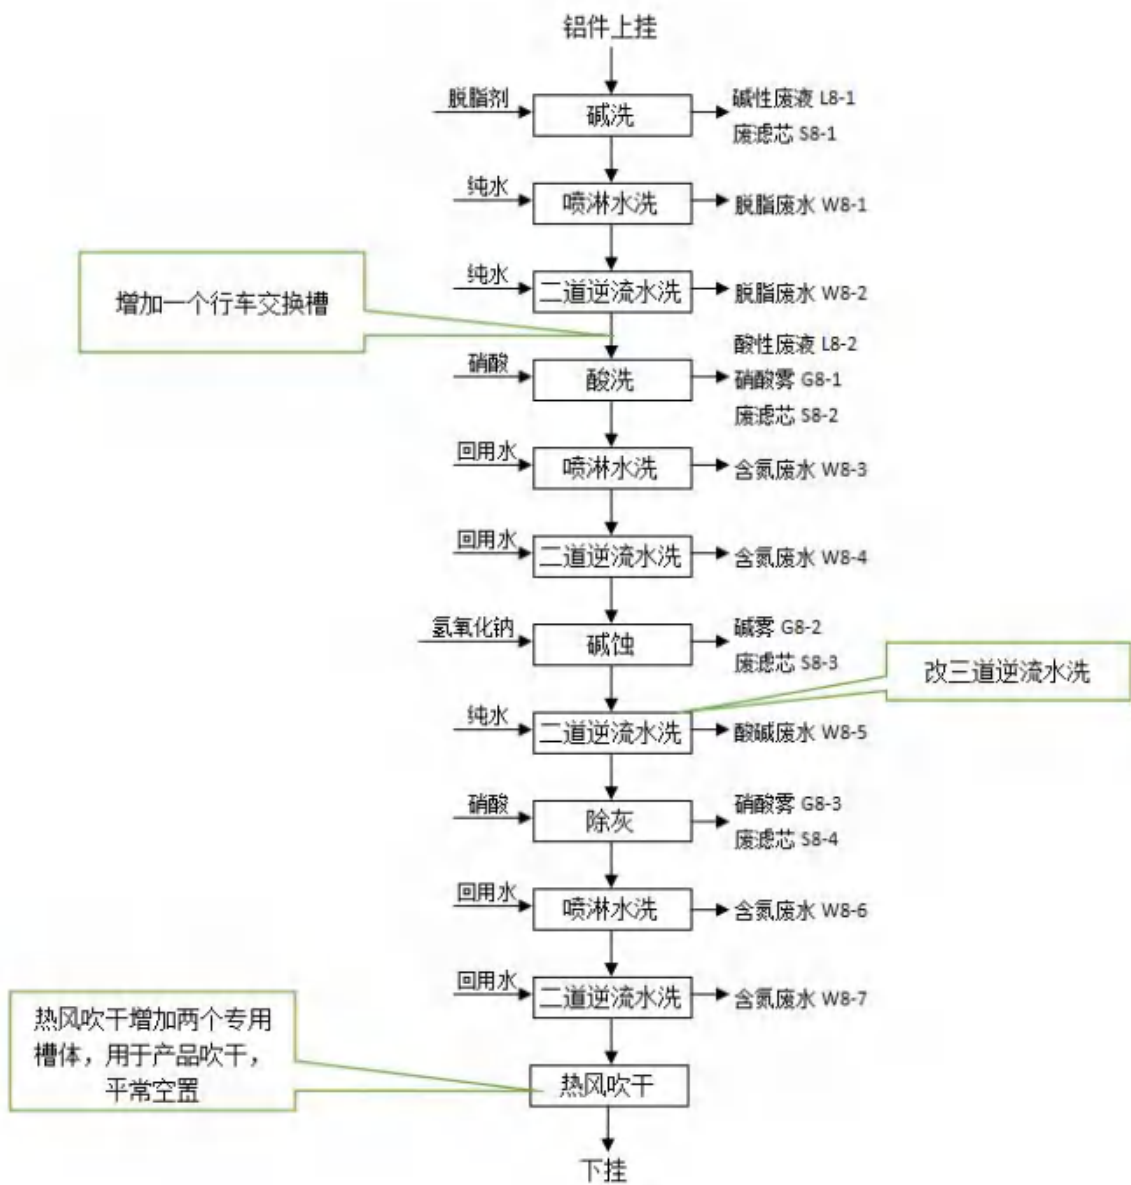 铝件上挂
脱脂剂
碱洗
碱性废液 L8-1
废滤芯 S8-1
纯水
喷淋水洗
脱脂废水 W8-1
增加一个行车交换槽
纯水
二道逆流水洗
脱脂废水 W8-2
硝酸
酸洗
酸性废液 L8-2
硝酸雾 G8-1
废滤芯 S8-2
回用水
喷淋水洗
含氮废水 W8-3
回用水
二道逆流水洗
含氮废水 W8-4
氢氧化钠
碱蚀
碱雾 G8-2
废滤芯 S8-3
改三道逆流水洗
纯水
二道逆流水洗
酸碱废水 W8-5
硝酸
除灰
硝酸雾 G8-3
废滤芯 S8-4
回用水
喷淋水洗
含氮废水 W8-6
回用水
二道逆流水洗
含氮废水 W8-7
热风吹干增加两个专用
槽体，用于产品吹干，
平常空置
热风吹干
下挂